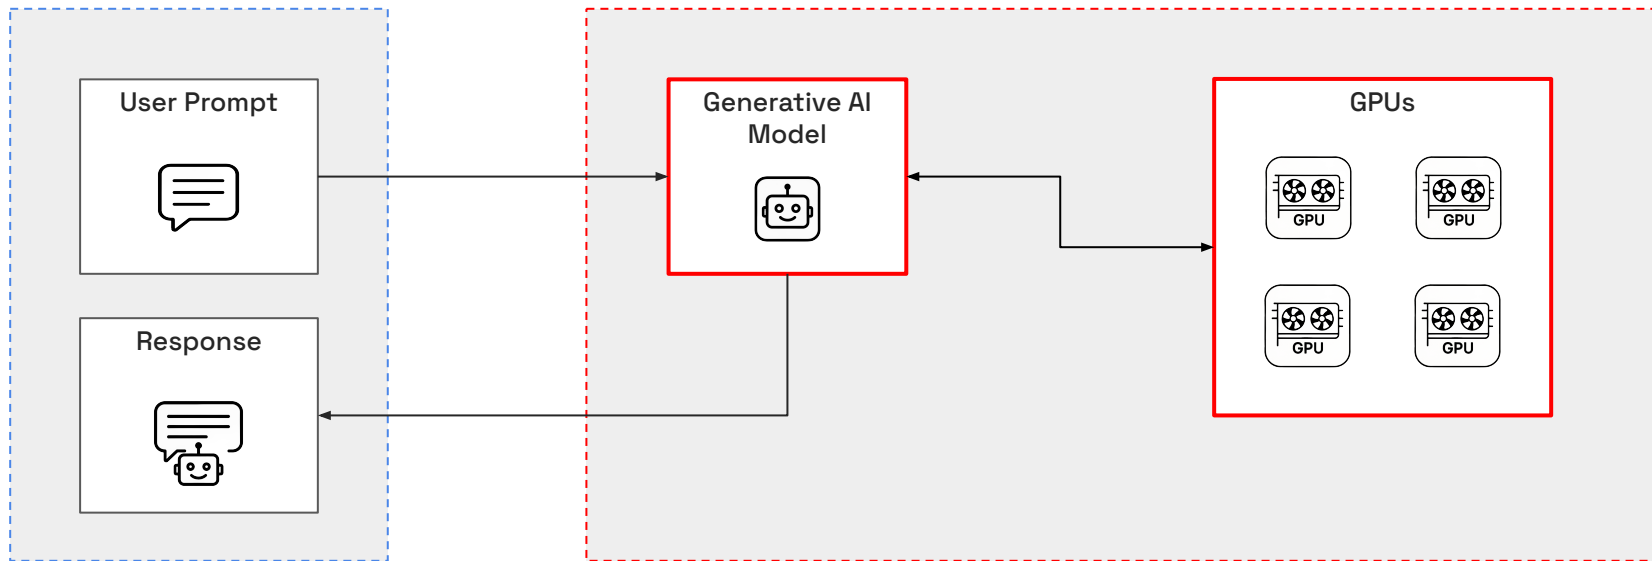 User Prompt
Response
Generative AI
Model
GPUs
GPU
GPU
GPU
GPU